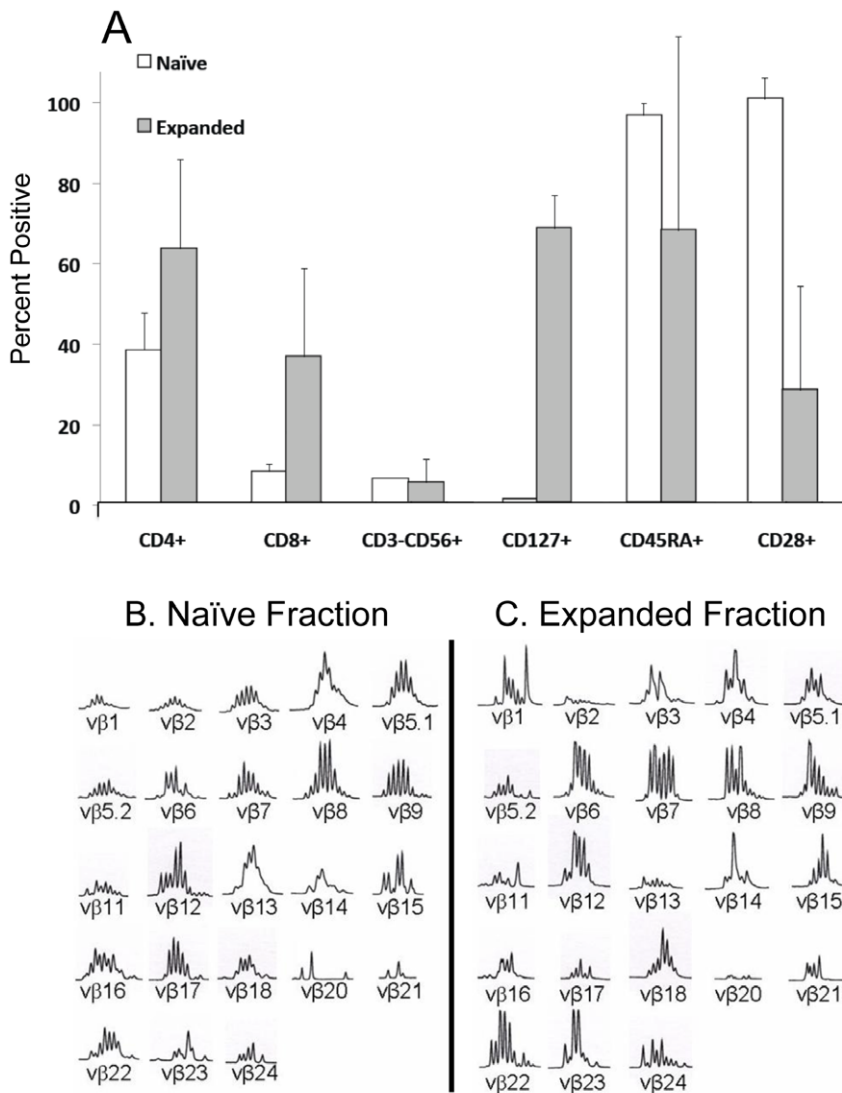 A
Naïve
Expanded
Percent Positive
100
80
60
40
20
0
CD4+ CD8+ CD3-CD56+ CD127+ CD45RA+ CD28+
B. Naïve Fraction
vβ1 vβ2 vβ3 vβ4 vβ5.1
vβ5.2 vβ6 vβ7 vβ8 vβ9
vβ11 vβ12 vβ13 vβ14 vβ15
vβ16 vβ17 vβ18 vβ20 vβ21
vβ22 vβ23 vβ24
C. Expanded Fraction
vβ1 vβ2 vβ3 vβ4 vβ5.1
vβ5.2 vβ6 vβ7 vβ8 vβ9
vβ11 vβ12 vβ13 vβ14 vβ15
vβ16 vβ17 vβ18 vβ20 vβ21
vβ22 vβ23 vβ24